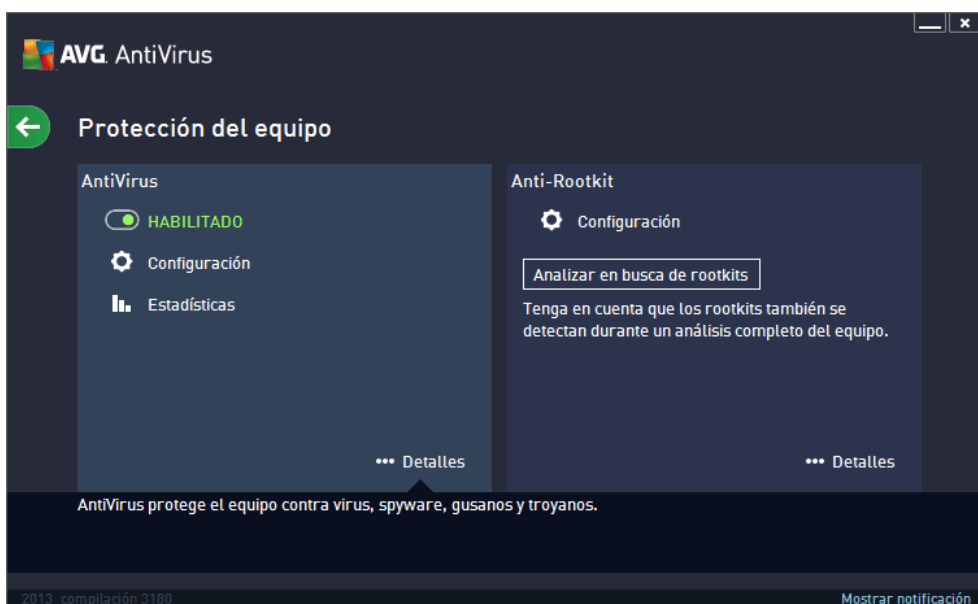 AVG. AntiVirus
Protección del equipo
AntiVirus
HABILITADO
Configuración
Estadísticas
••• Detalles
Anti-Rootkit
Configuración
Analizar en busca de rootkits
Tenga en cuenta que los rootkits también se
detectan durante un análisis completo del equipo.
••• Detalles
AntiVirus protege el equipo contra virus, spyware, gusanos y troyanos.
2013 compilación 3180
Mostrar notificación